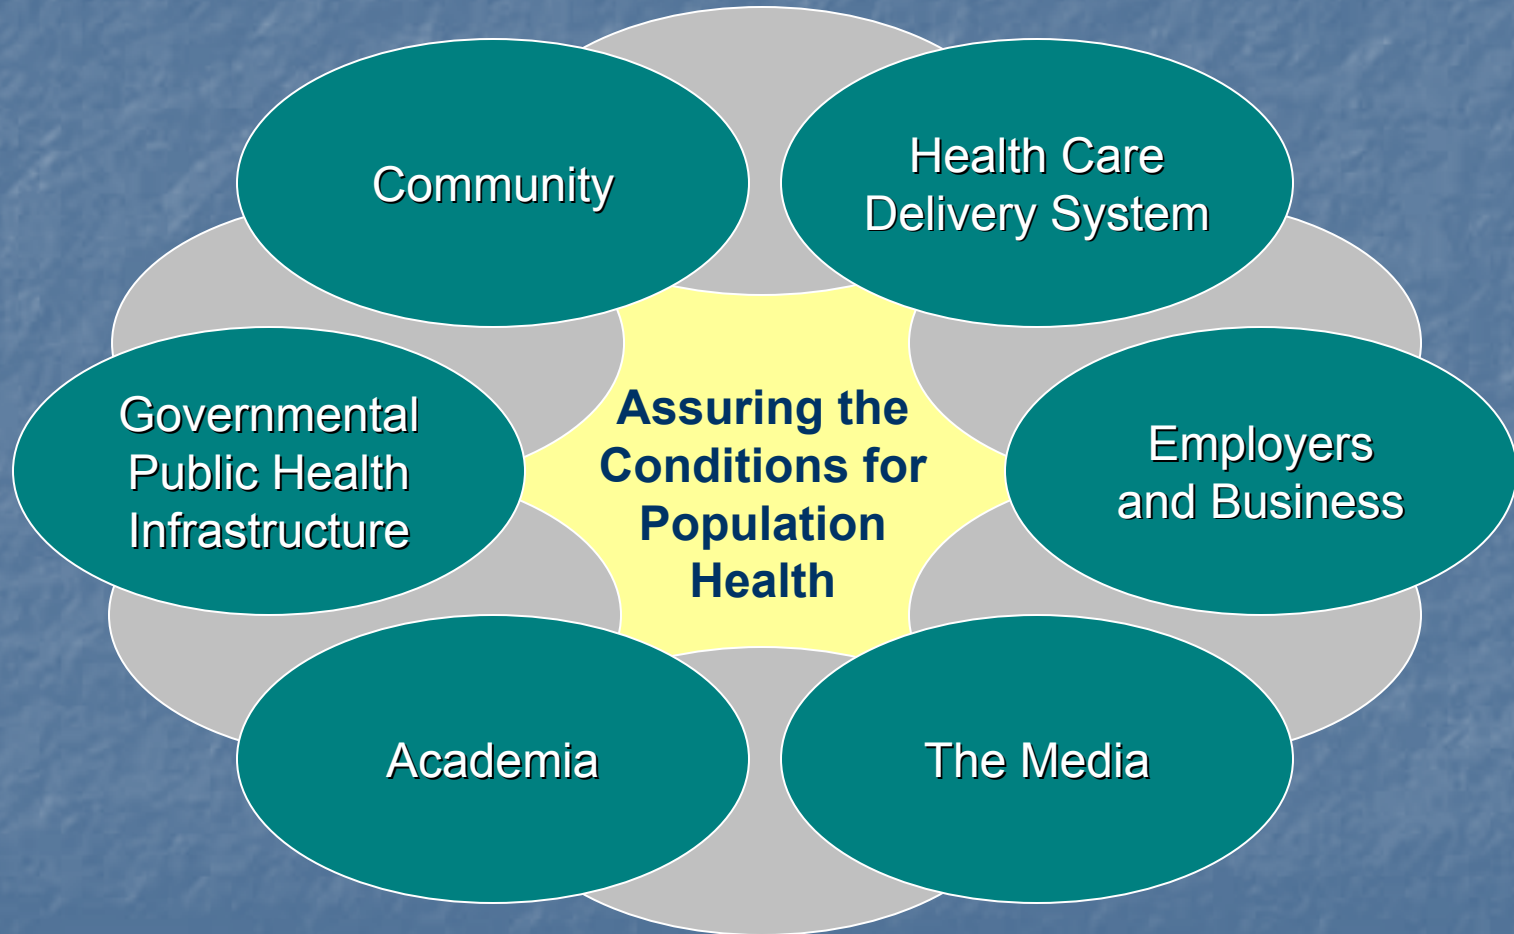 Community
Health Care
Delivery System
Governmental
Public Health
Infrastructure
Assuring the
Conditions for
Population
Health
Employers
and Business
Academia
The Media